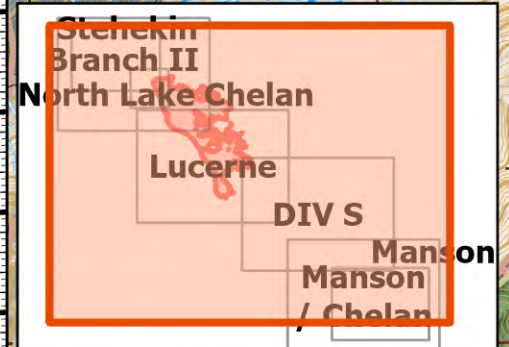 Stehekin
Branch II
North Lake Chelan
Lucerne
DIV S
Manson
Manson
/ Chelan